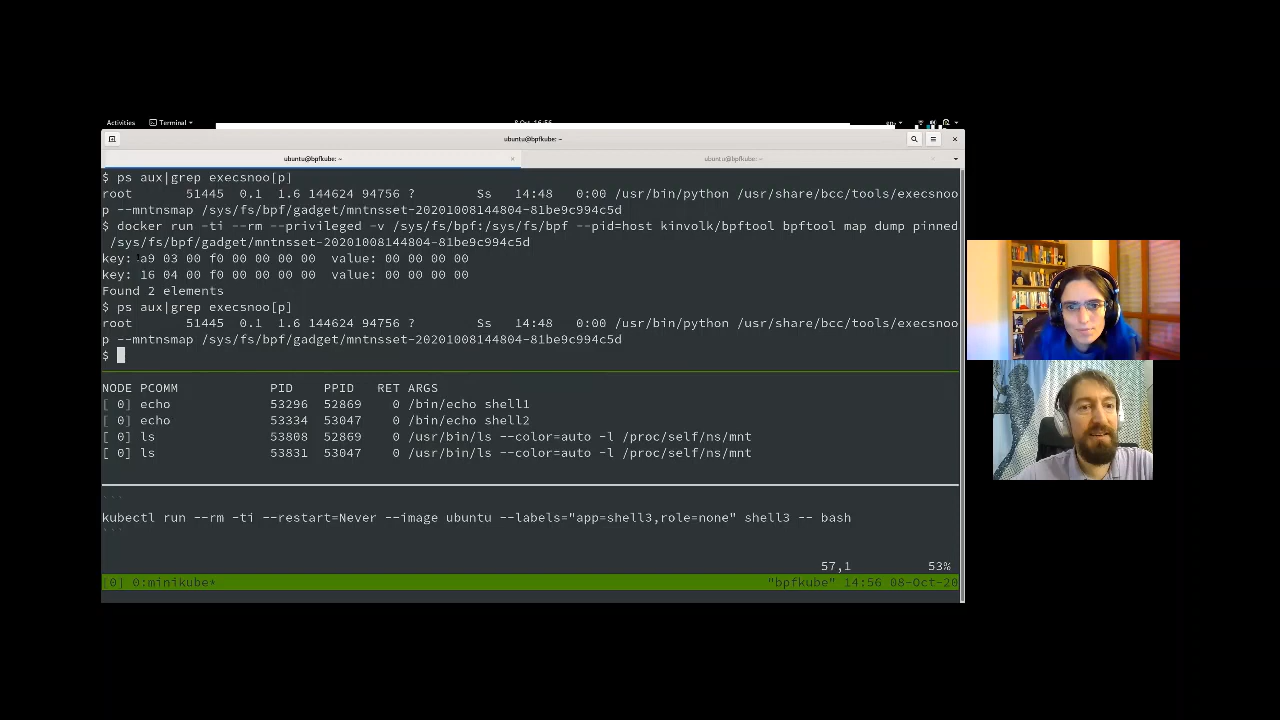 Activities
Terminal
8 Oct 16:56
en
ubuntu@bpfkube: ~
ubuntu@bpfkube: ~
ubuntu@bpfkube: ~
$ ps aux|grep execsnoo[p]
root 51445 0.1 1.6 144624 94756 ? Ss 14:48 0:00 /usr/bin/python /usr/share/bcc/tools/execsnoo
p --mntnsmap /sys/fs/bpf/gadget/mntnsset-20201008144804-81be9c994c5d
$ docker run -ti --rm --privileged -v /sys/fs/bpf:/sys/fs/bpf --pid=host kinvolk/bpftool bpftool map dump pinned
/sys/fs/bpf/gadget/mntnsset-20201008144804-81be9c994c5d
key: a9 03 00 f0 00 00 00 00 value: 00 00 00 00
key: 16 04 00 f0 00 00 00 00 value: 00 00 00 00
Found 2 elements
$ ps aux|grep execsnoo[p]
root 51445 0.1 1.6 144624 94756 ? Ss 14:48 0:00 /usr/bin/python /usr/share/bcc/tools/execsnoo
p --mntnsmap /sys/fs/bpf/gadget/mntnsset-20201008144804-81be9c994c5d
$
NODE PCOMM PID PPID RET ARGS
[ 0] echo 53296 52869 0 /bin/echo shell1
[ 0] echo 53334 53047 0 /bin/echo shell2
[ 0] ls 53808 52869 0 /usr/bin/ls --color=auto -l /proc/self/ns/mnt
[ 0] ls 53831 53047 0 /usr/bin/ls --color=auto -l /proc/self/ns/mnt
```
kubectl run --rm -ti --restart=Never --image ubuntu --labels="app=shell3,role=none" shell3 -- bash
```
57,1 53%
[0] 0:minikube* "bpfkube" 14:56 08-Oct-20